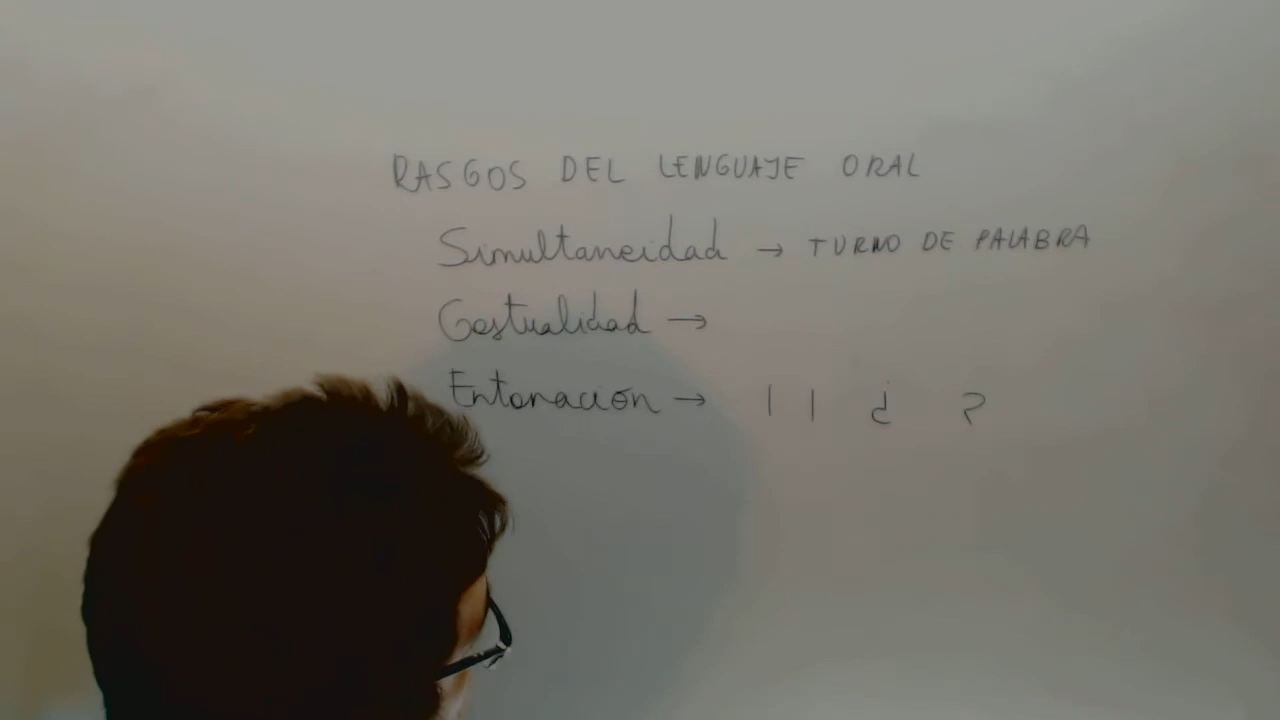 RASGOS DEL LENGUAJE ORAL
Simultaneidad → TURNO DE PALABRA
Gestualidad →
Entonación → | | ¿ ?